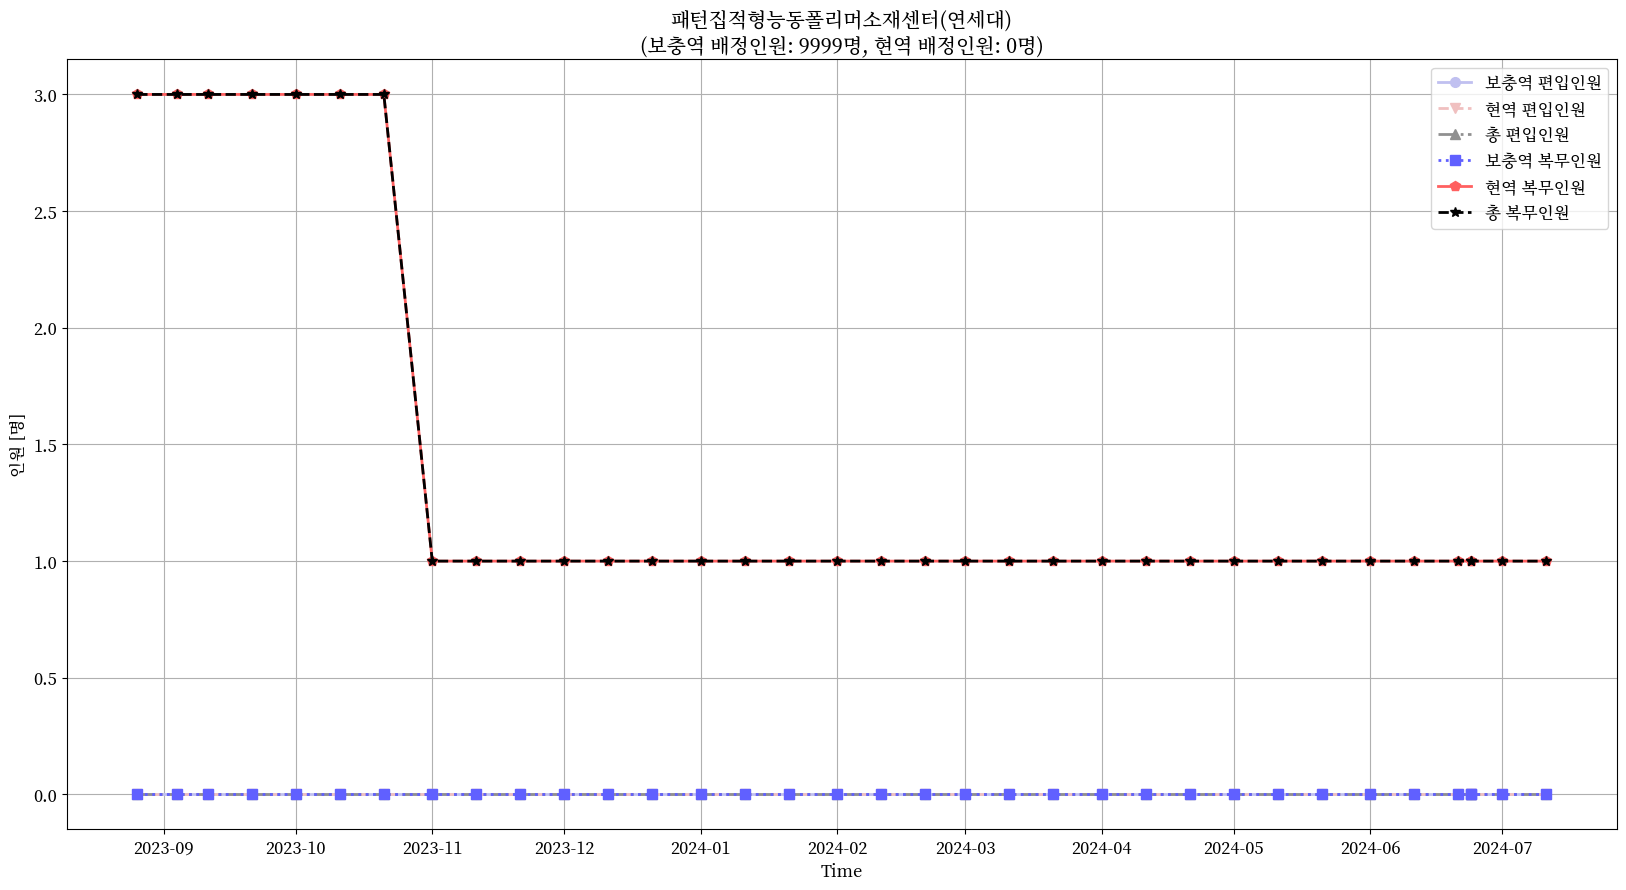 패턴집적형능동폴리머소재센터(연세대)
(보충역 배정인원: 9999명, 현역 배정인원: 0명)
보충역 편입인원
현역 편입인원
총 편입인원
보충역 복무인원
현역 복무인원
총 복무인원
인원 [명]
3.0
2.5
2.0
1.5
1.0
0.5
0.0
2023-09 2023-10 2023-11 2023-12 2024-01 2024-02 2024-03 2024-04 2024-05 2024-06 2024-07
Time